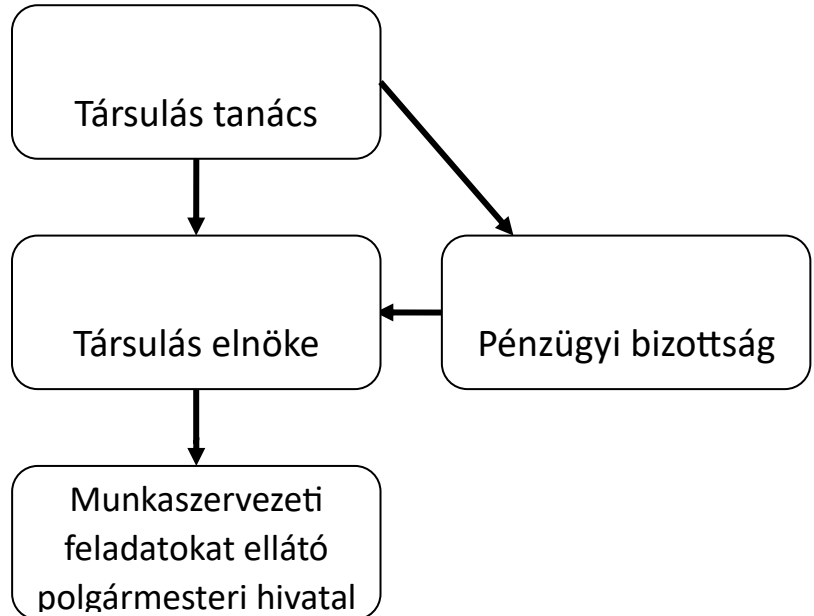 Társulás tanács
Társulás elnöke
Pénzügyi bizottság
Munkaszervezeti
feladatokat ellátó
polgármesteri hivatal